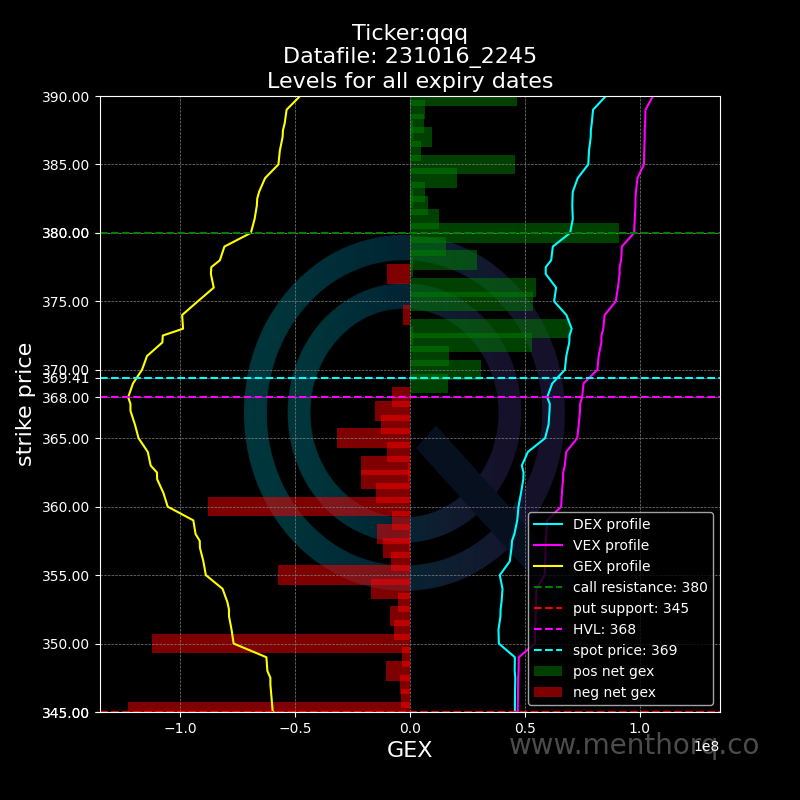 Ticker:qqq
Datafile: 231016_2245
Levels for all expiry dates
390.00
385.00
380.00
375.00
370.00
369.41
368.00
365.00
360.00
355.00
350.00
345.00
strike price
DEX profile
VEX profile
GEX profile
call resistance: 380
put support: 345
HVL: 368
spot price: 369
pos net gex
neg net gex
−1.0 −0.5 0.0 0.5 1.0
1e8
GEX
www.menthorq.co